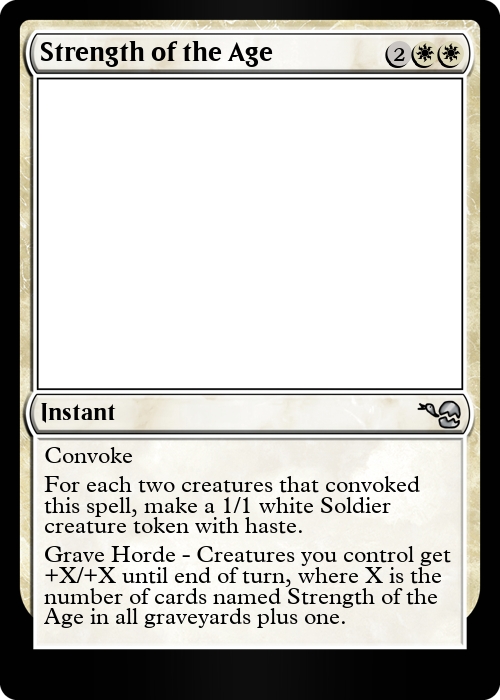 Strength of the Age 2
Instant
Convoke
For each two creatures that convoked
this spell, make a 1/1 white Soldier
creature token with haste.
Grave Horde - Creatures you control get
+X/+X until end of turn, where X is the
number of cards named Strength of the
Age in all graveyards plus one.